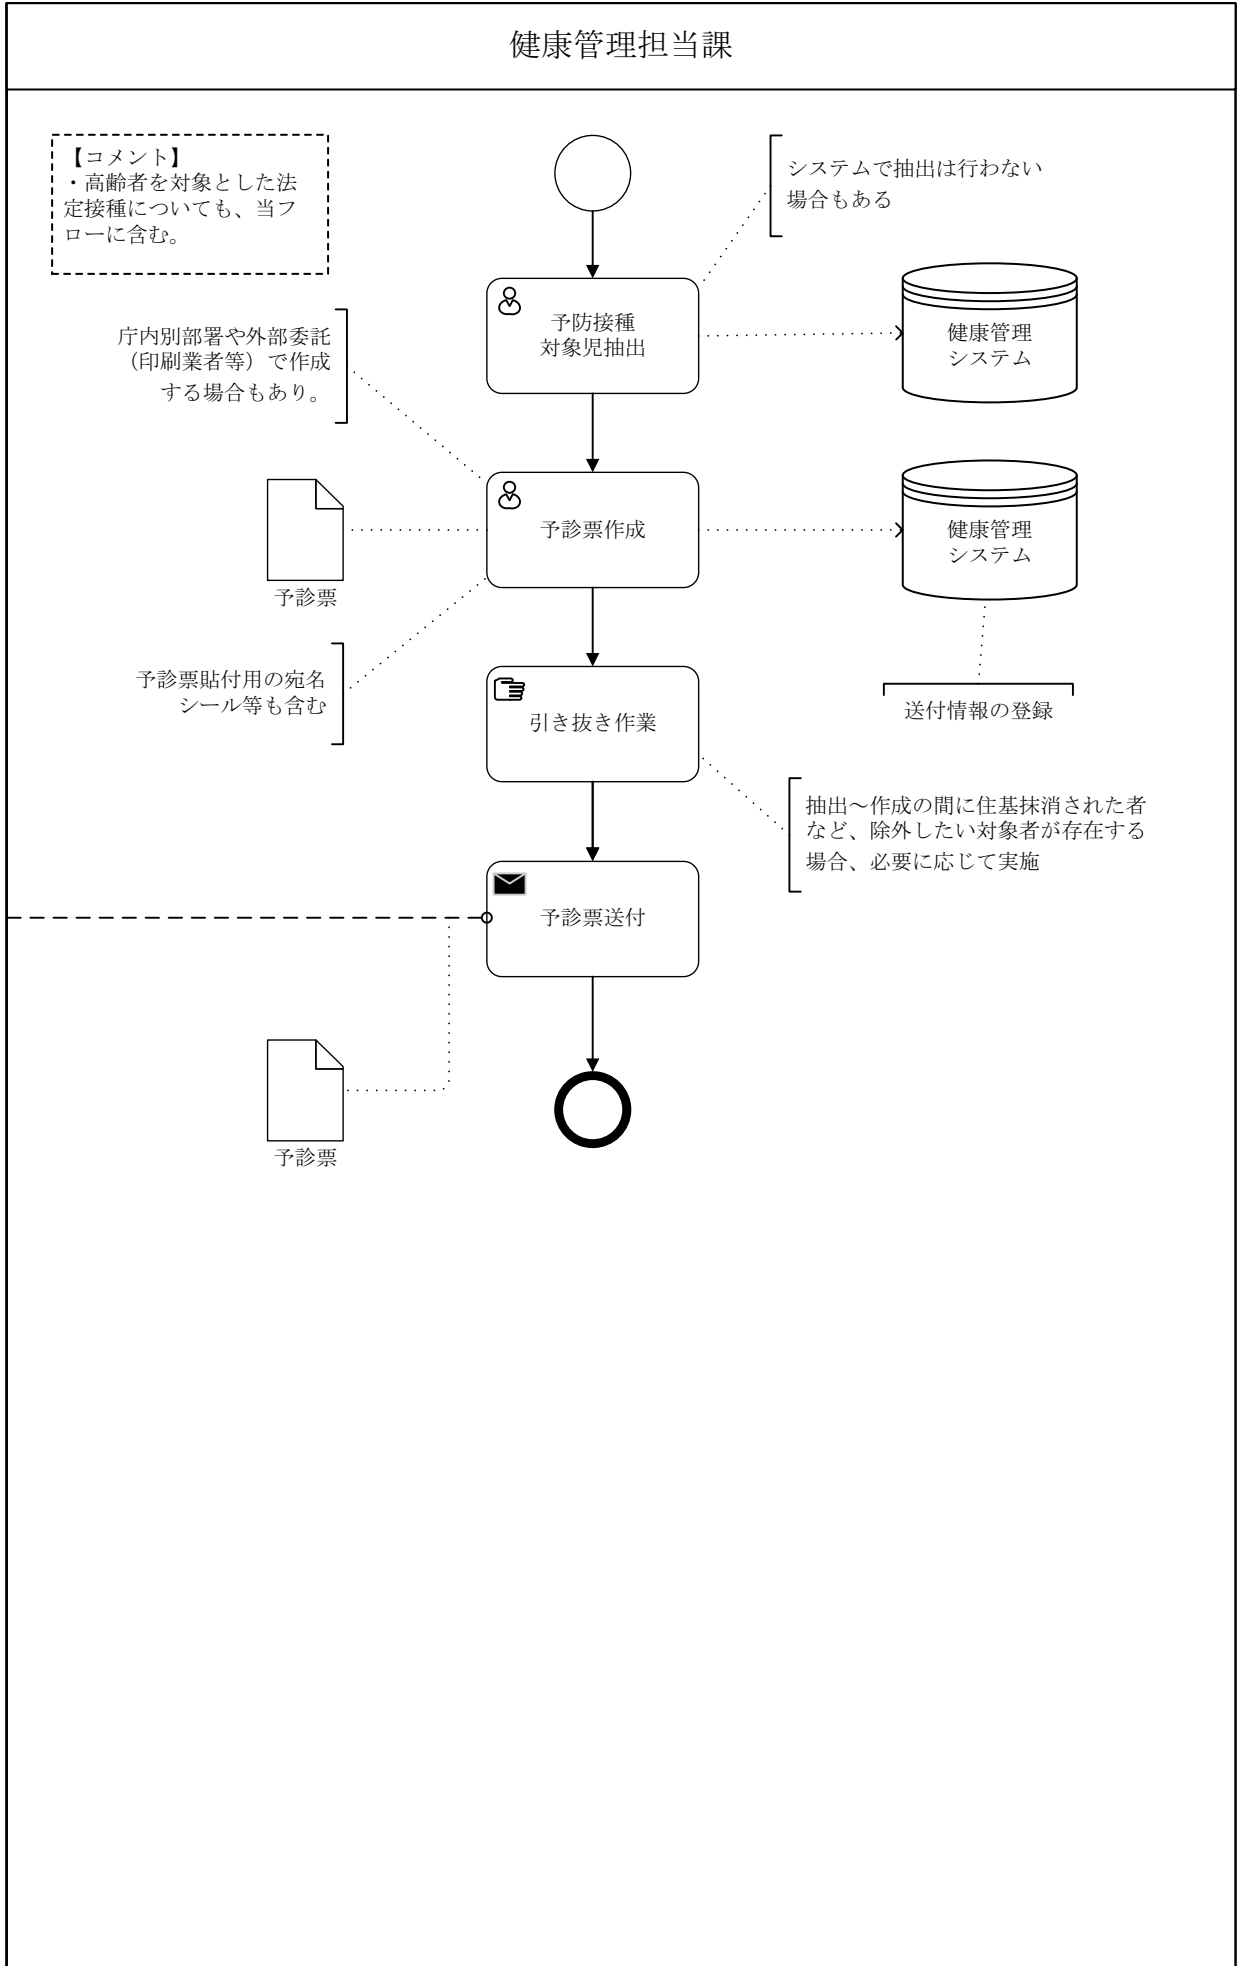 健康管理担当課
【コメント】
・高齢者を対象とした法
定接種についても、当フ
ローに含む。
システムで抽出は行わない
場合もある
予防接種
対象児抽出
健康管理
システム
庁内別部署や外部委託
（印刷業者等）で作成
する場合もあり。
予診票作成
健康管理
システム
予診票
予診票貼付用の宛名
シール等も含む
引き抜き作業
送付情報の登録
抽出～作成の間に住基抹消された者
など、除外したい対象者が存在する
場合、必要に応じて実施
予診票送付
予診票